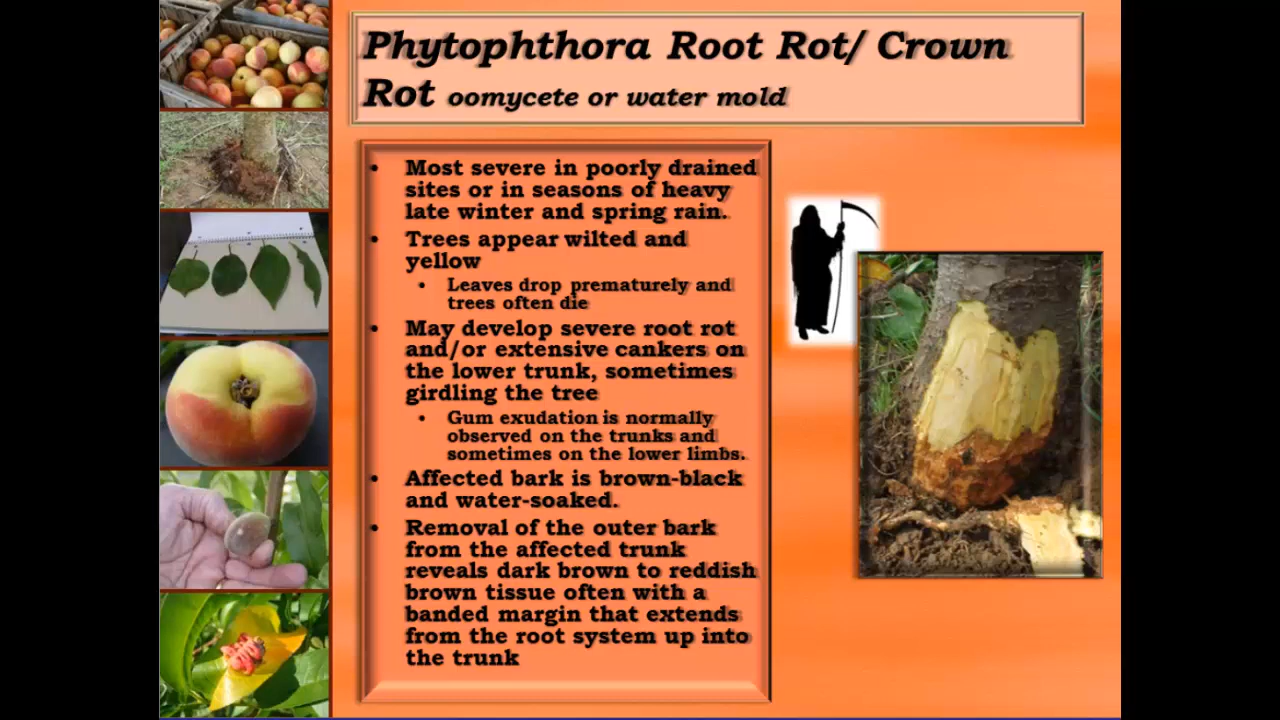 Phytophthora Root Rot/ Crown
Rot oomycete or water mold
• Most severe in poorly drained
sites or in seasons of heavy
late winter and spring rain.
• Trees appear wilted and
yellow
• Leaves drop prematurely and
trees often die
• May develop severe root rot
and/or extensive cankers on
the lower trunk, sometimes
girdling the tree
• Gum exudation is normally
observed on the trunks and
sometimes on the lower limbs.
• Affected bark is brown-black
and water-soaked.
• Removal of the outer bark
from the affected trunk
reveals dark brown to reddish
brown tissue often with a
banded margin that extends
from the root system up into
the trunk